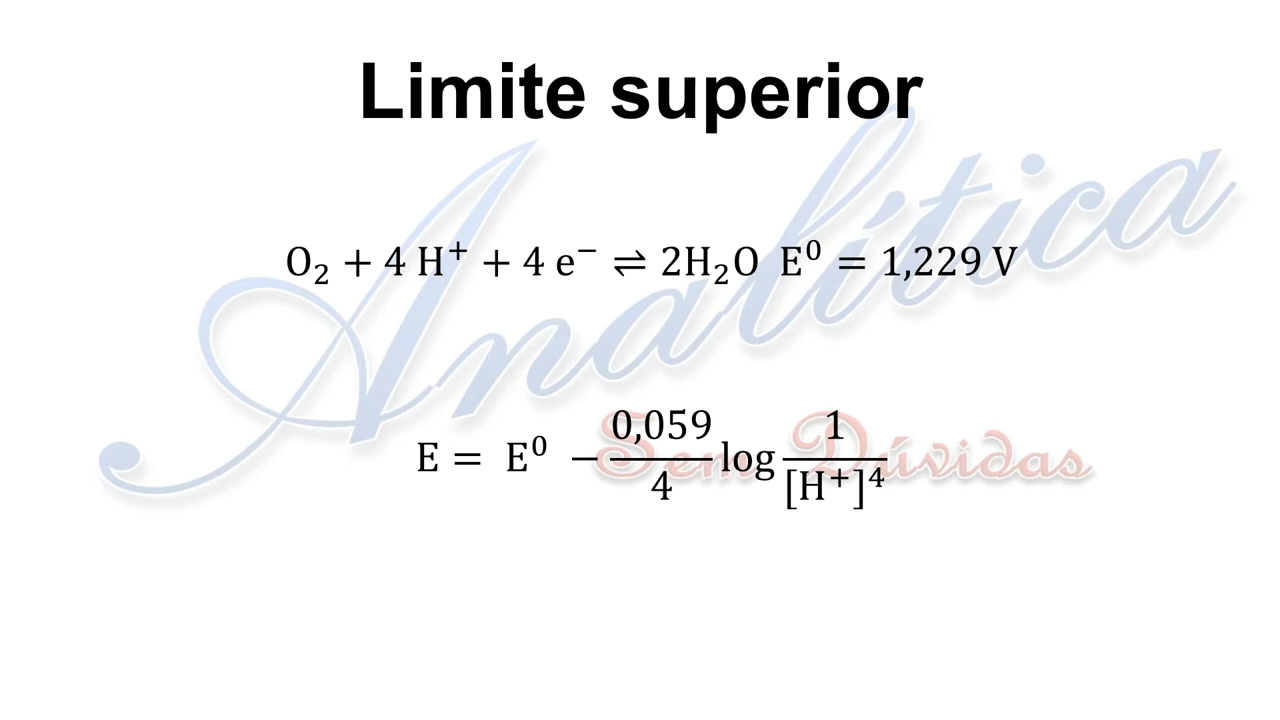 Limite superior
O₂ + 4 H⁺ + 4 e⁻ ⇌ 2H₂O E⁰ = 1,229 V
E = E⁰ − 0,059/4 log 1/[H⁺]⁴
Analítica
Sem Dúvidas